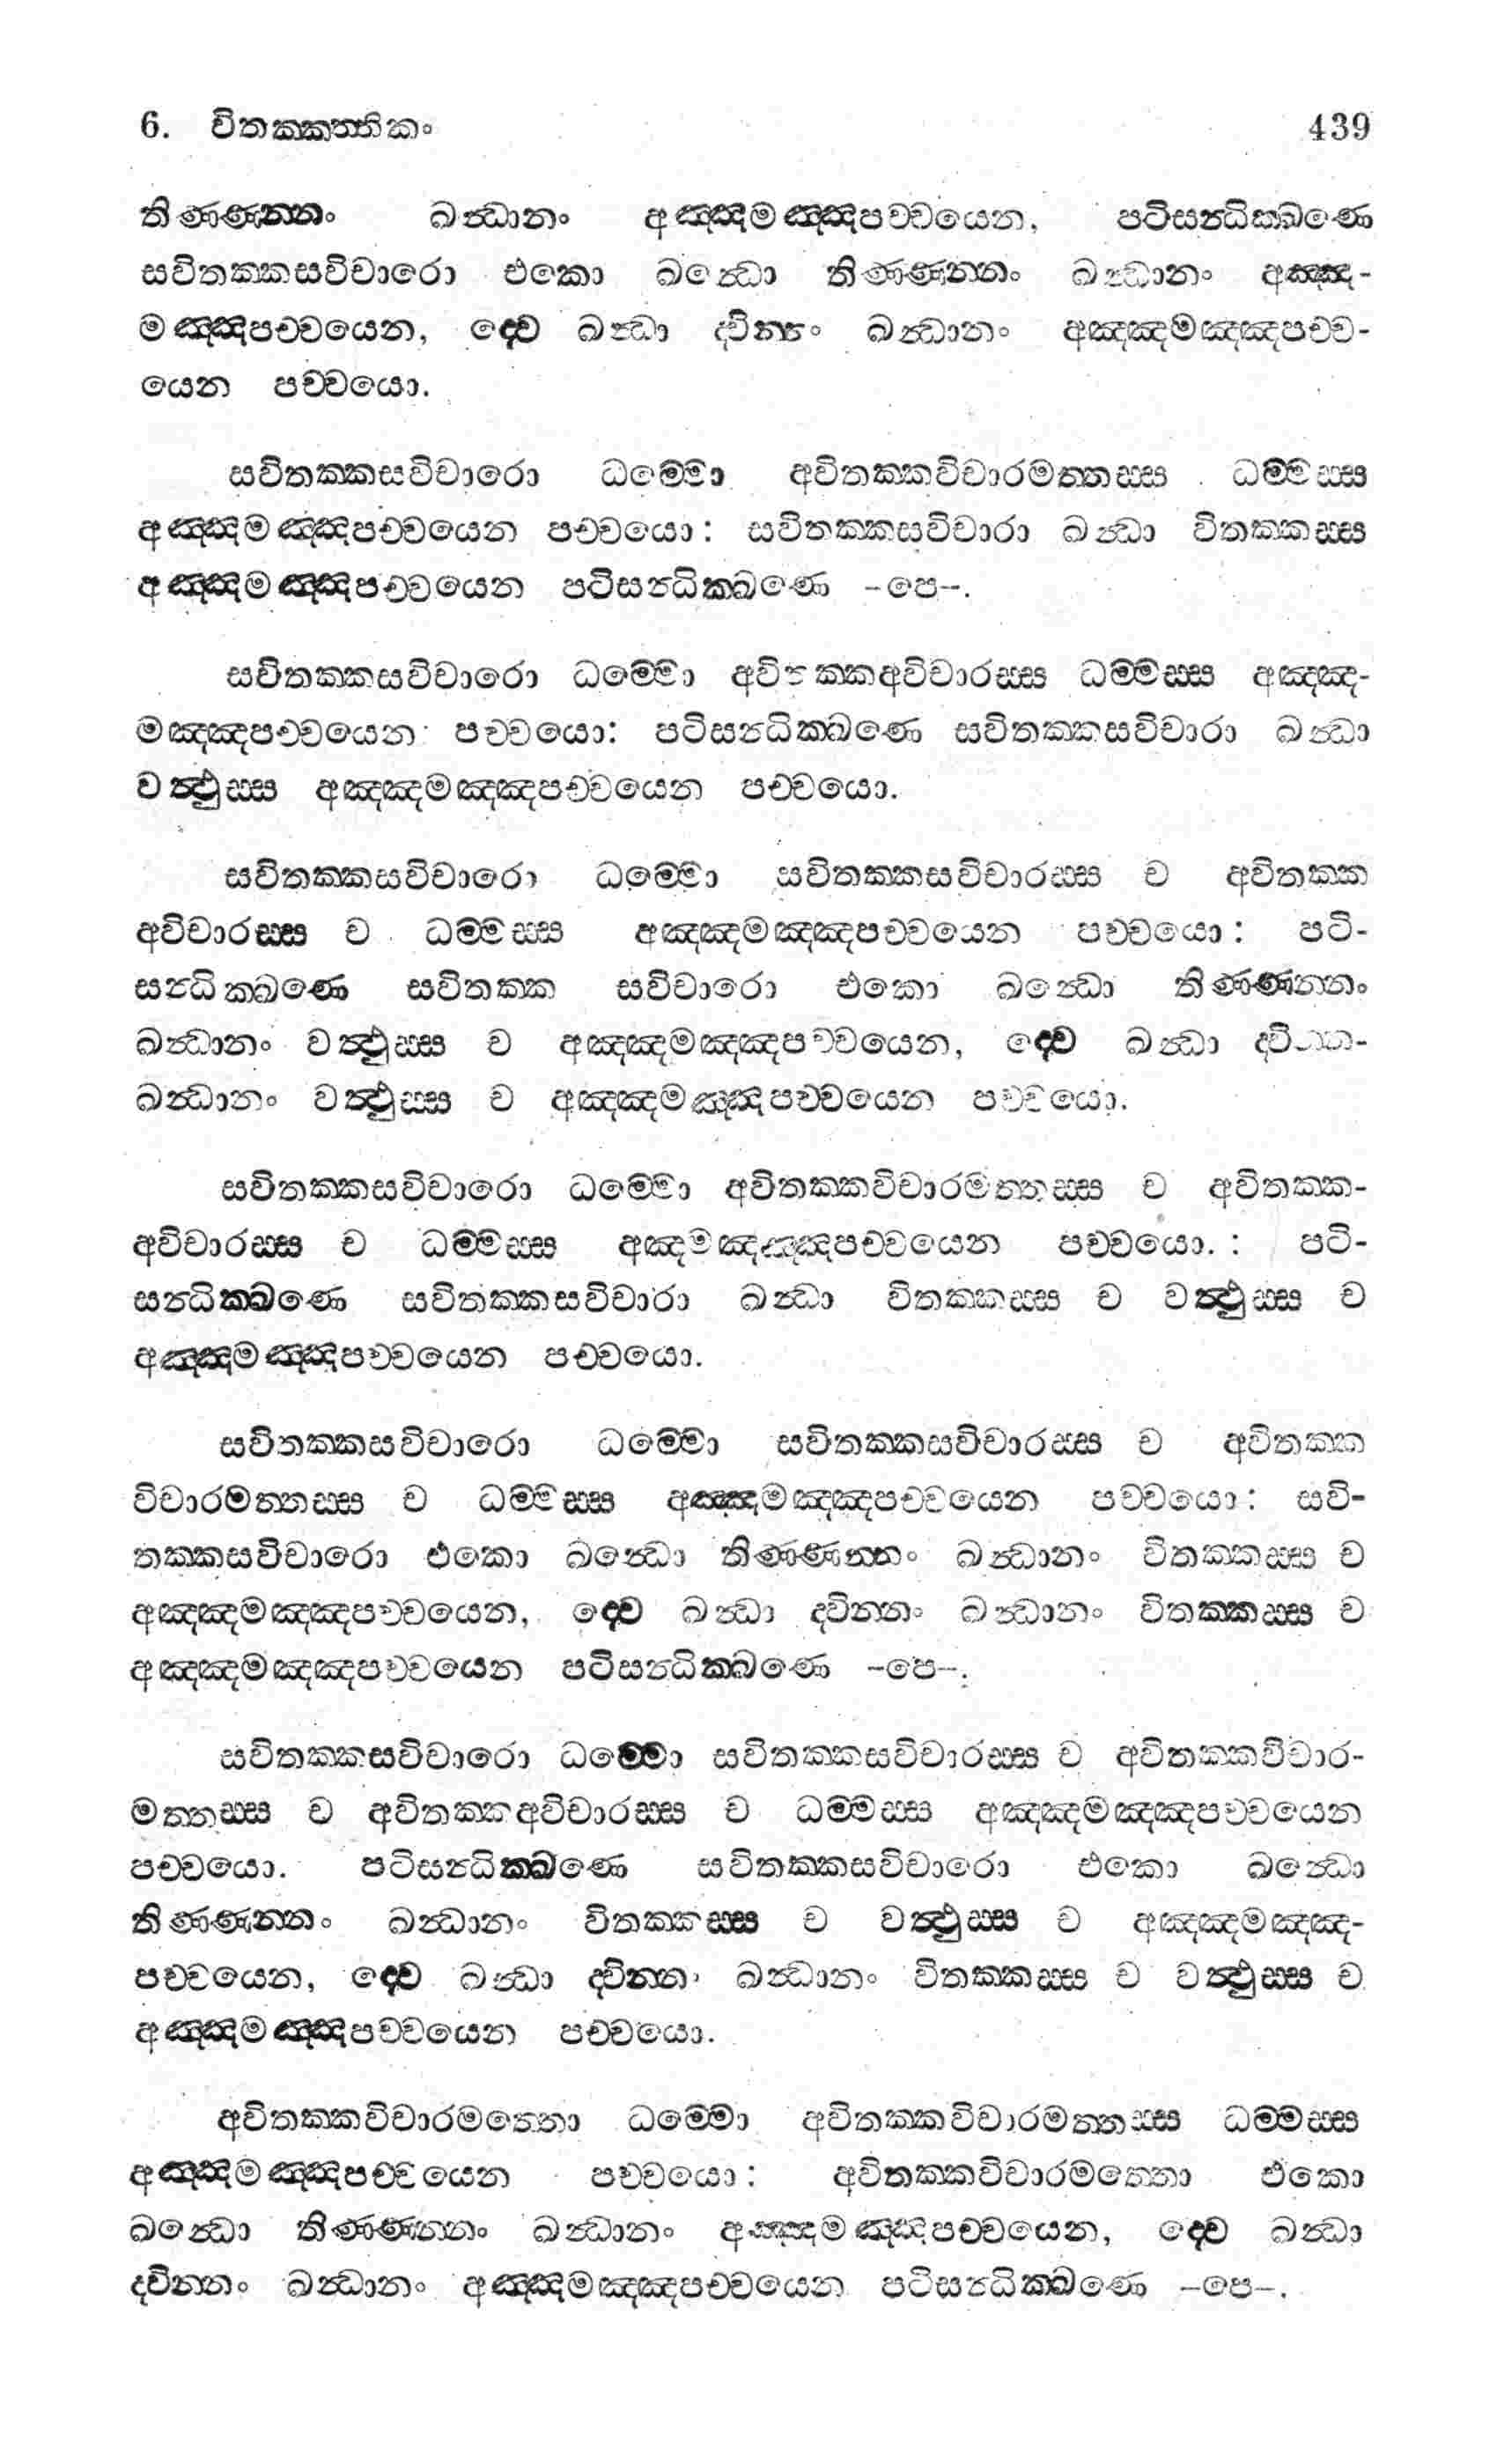 6. විතක්කත්තිකං 439
තිණ්ණන්නං ඛන්ධානං අඤ්ඤමඤ්ඤපච්චයෙන, පටිසන්ධික්ඛණෙ
සවිතක්කසවිචාරො එකො ඛන්ධො තිණ්ණන්නං ඛන්ධානං අඤ්ඤ-
මඤ්ඤපච්චයෙන, ද්වෙ ඛන්ධා ද්වින්නං ඛන්ධානං අඤ්ඤමඤ්ඤපච්ච-
යෙන පච්චයො.
සවිතක්කසවිචාරො ධම්මො අවිතක්කවිචාරමත්තස්ස ධම්මස්ස
අඤ්ඤමඤ්ඤපච්චයෙන පච්චයො: සවිතක්කසවිචාරා ඛන්ධා විතක්කස්ස
අඤ්ඤමඤ්ඤපච්චයෙන පටිසන්ධික්ඛණෙ -පෙ-.
සවිතක්කසවිචාරො ධම්මො අවිතක්කඅවිචාරස්ස ධම්මස්ස අඤ්ඤ-
මඤ්ඤපච්චයෙන පච්චයො: පටිසන්ධික්ඛණෙ සවිතක්කසවිචාරා ඛන්ධා
වත්ථුස්ස අඤ්ඤමඤ්ඤපච්චයෙන පච්චයො.
සවිතක්කසවිචාරො ධම්මො සවිතක්කසවිචාරස්ස ච අවිතක්ක
අවිචාරස්ස ච ධම්මස්ස අඤ්ඤමඤ්ඤපච්චයෙන පච්චයො: පටි-
සන්ධික්ඛණෙ සවිතක්ක සවිචාරො එකො ඛන්ධො තිණ්ණන්නං
ඛන්ධානං වත්ථුස්ස ච අඤ්ඤමඤ්ඤපච්චයෙන, ද්වෙ ඛන්ධා ද්වින්න-
ඛන්ධානං වත්ථුස්ස ච අඤ්ඤමඤ්ඤපච්චයෙන පච්චයො.
සවිතක්කසවිචාරො ධම්මො අවිතක්කවිචාරමත්තස්ස ච අවිතක්ක-
අවිචාරස්ස ච ධම්මස්ස අඤමඤ්ඤපච්චයෙන පච්චයො. : පටි-
සන්ධික්ඛණෙ සවිතක්කසවිචාරා ඛන්ධා විතක්කස්ස ච වත්ථුස්ස ච
අඤ්ඤමඤ්ඤපච්චයෙන පච්චයො.
සවිතක්කසවිචාරො ධම්මො සවිතක්කසවිචාරස්ස ච අවිතක්ක
විචාරමත්තස්ස ච ධම්මස්ස අඤ්ඤමඤ්ඤපච්චයෙන පච්චයො: සවි-
තක්කසවිචාරො එකො ඛන්ධො තිණ්ණන්නං ඛන්ධානං විතක්කස්ස ච
අඤ්ඤමඤ්ඤපච්චයෙන, ද්වෙ ඛන්ධා ද්වින්නං ඛන්ධානං විතක්කස්ස ච
අඤ්ඤමඤ්ඤපච්චයෙන පටිසන්ධික්ඛණෙ -පෙ-.
සවිතක්කසවිචාරො ධම්මො සවිතක්කසවිචාරස්ස ච අවිතක්කවිචාර-
මත්තස්ස ච අවිතක්කඅවිචාරස්ස ච ධම්මස්ස අඤ්ඤමඤ්ඤපච්චයෙන
පච්චයො. පටිසන්ධික්ඛණෙ සවිතක්කසවිචාරො එකො ඛන්ධො
තිණ්ණන්නං ඛන්ධානං විතක්කස්ස ච වත්ථුස්ස ච අඤ්ඤමඤ්ඤ-
පච්චයෙන, ද්වෙ ඛන්ධා ද්වින්නං ඛන්ධානං විතක්කස්ස ච වත්ථුස්ස ච
අඤ්ඤමඤ්ඤපච්චයෙන පච්චයො.
අවිතක්කවිචාරමත්තො ධම්මො අවිතක්කවිචාරමත්තස්ස ධම්මස්ස
අඤ්ඤමඤ්ඤපච්චයෙන පච්චයො: අවිතක්කවිචාරමත්තො එකො
ඛන්ධො තිණ්ණන්නං ඛන්ධානං අඤ්ඤමඤ්ඤපච්චයෙන, ද්වෙ ඛන්ධා
ද්වින්නං ඛන්ධානං අඤ්ඤමඤ්ඤපච්චයෙන පටිසන්ධික්ඛණෙ -පෙ-.